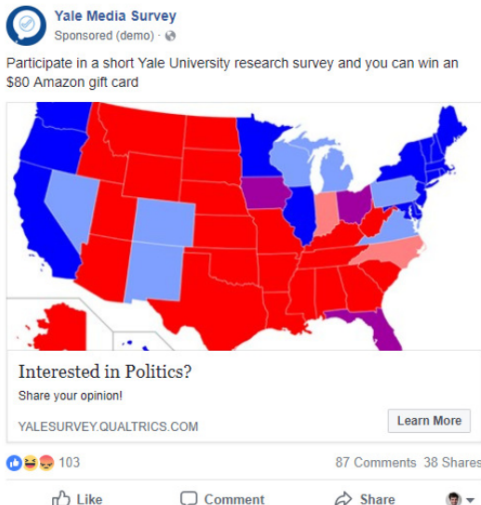 Yale Media Survey
Sponsored (demo) ·
Participate in a short Yale University research survey and you can win an
$80 Amazon gift card
Interested in Politics?
Share your opinion!
YALESURVEY.QUALTRICS.COM
Learn More
103
87 Comments 38 Shares
Like
Comment
Share